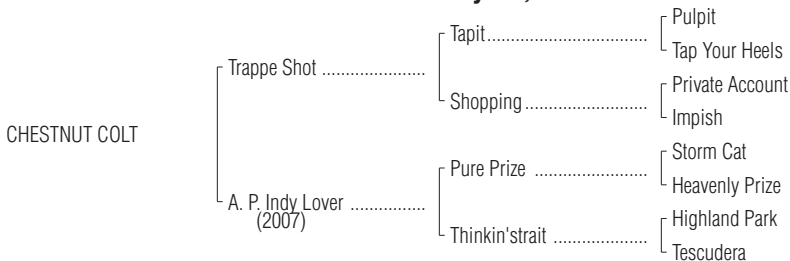 Pulpit
Tapit
Tap Your Heels
Trappe Shot
Private Account
Shopping
Impish
CHESTNUT COLT
Storm Cat
Pure Prize
Heavenly Prize
A. P. Indy Lover
(2007)
Highland Park
Thinkin'strait
Tescudera